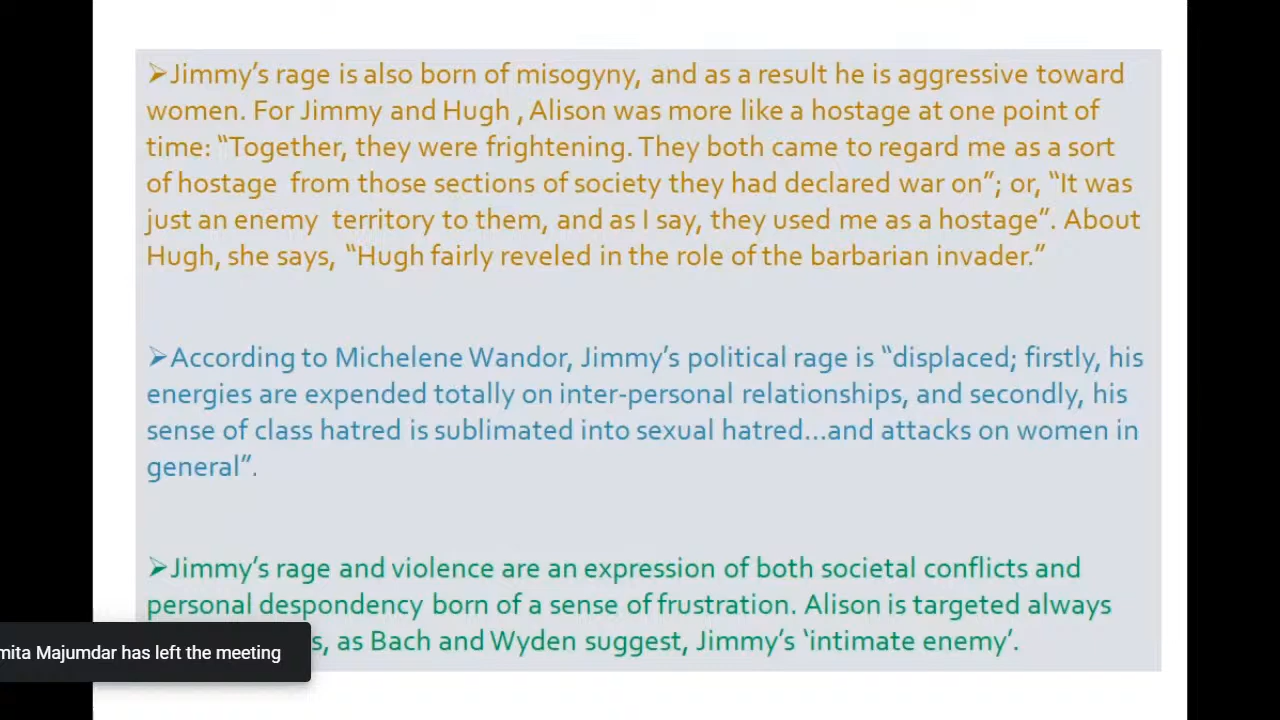 ➢Jimmy's rage is also born of misogyny, and as a result he is aggressive toward
women. For Jimmy and Hugh , Alison was more like a hostage at one point of
time: “Together, they were frightening. They both came to regard me as a sort
of hostage from those sections of society they had declared war on”; or, “It was
just an enemy territory to them, and as I say, they used me as a hostage”. About
Hugh, she says, “Hugh fairly reveled in the role of the barbarian invader.”
➢According to Michelene Wandor, Jimmy's political rage is “displaced; firstly, his
energies are expended totally on inter-personal relationships, and secondly, his
sense of class hatred is sublimated into sexual hatred...and attacks on women in
general”.
➢Jimmy's rage and violence are an expression of both societal conflicts and
personal despondency born of a sense of frustration. Alison is targeted always
s, as Bach and Wyden suggest, Jimmy's ‘intimate enemy’.
mita Majumdar has left the meeting